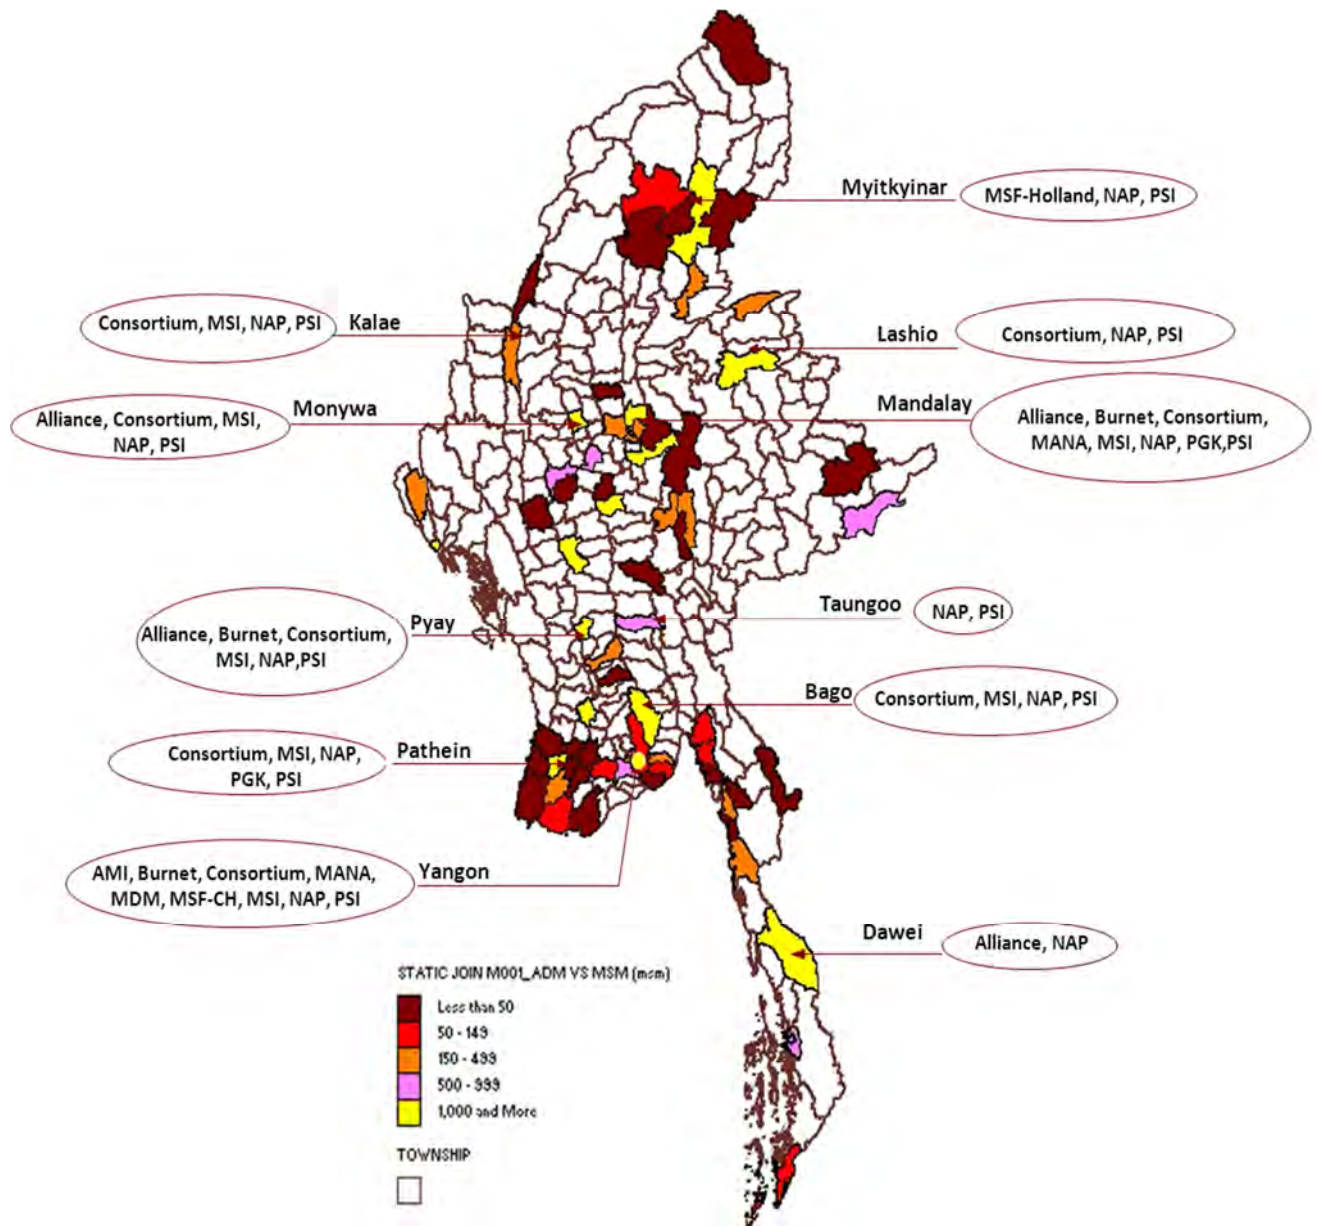 Myitkyinar
MSF-Holland, NAP, PSI
Consortium, MSI, NAP, PSI
Kalae
Lashio
Consortium, NAP, PSI
Alliance, Consortium, MSI,
NAP, PSI
Monywa
Mandalay
Alliance, Burnet, Consortium,
MANA, MSI, NAP, PGK,PSI
Alliance, Burnet, Consortium,
MSI, NAP,PSI
Pyay
Taungoo
NAP, PSI
Bago
Consortium, MSI, NAP, PSI
Consortium, MSI, NAP,
PGK, PSI
Pathein
AMI, Burnet, Consortium, MANA,
MDM, MSF-CH, MSI, NAP, PSI
Yangon
Dawei
Alliance, NAP
STATIC JOIN M001_ADM VS MSM (msm)
Less than 50
50 - 149
150 - 499
500 - 999
1,000 and More
TOWNSHIP